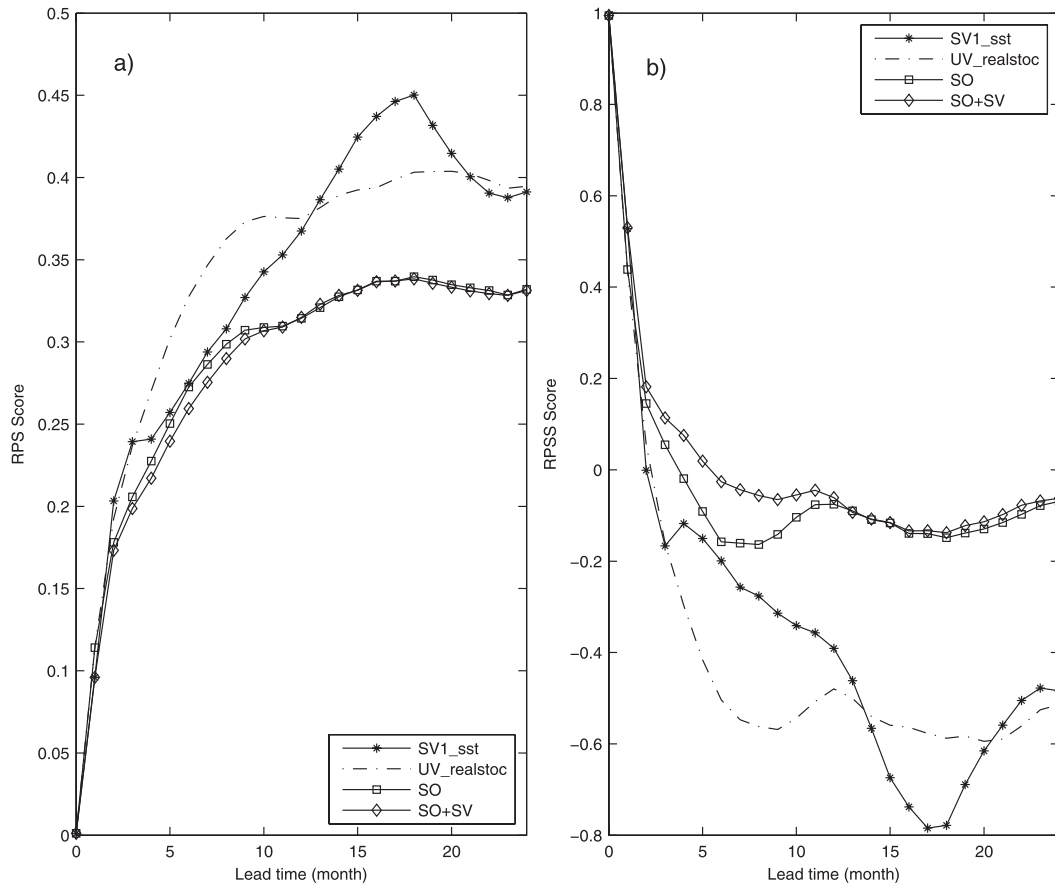 0.5
0.45
0.4
0.35
0.3
0.25
0.2
0.15
0.1
0.05
0
RPS Score
a)
SV1_sst
UV_realstoc
SO
SO+SV
0 5 10 15 20
Lead time (month)
1
0.8
0.6
0.4
0.2
0
−0.2
−0.4
−0.6
−0.8
RPSS Score
b)
SV1_sst
UV_realstoc
SO
SO+SV
0 5 10 15 20
Lead time (month)